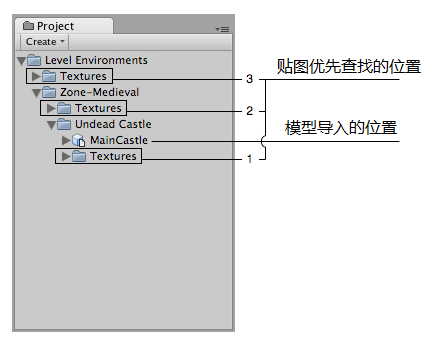 Project
Create
Level Environments
Textures
3
贴图优先查找的位置
Zone-Medieval
Textures
2
Undead Castle
MainCastle
模型导入的位置
Textures
1